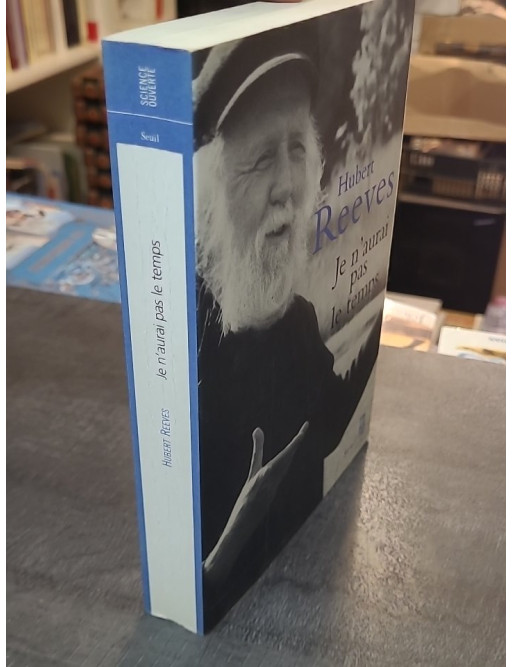 SCIENCE
OUVERTE
Seuil
HUBERT REEVES Je n'aurai pas le temps
Hubert
Reeves
Je n'aurai
pas
le temps